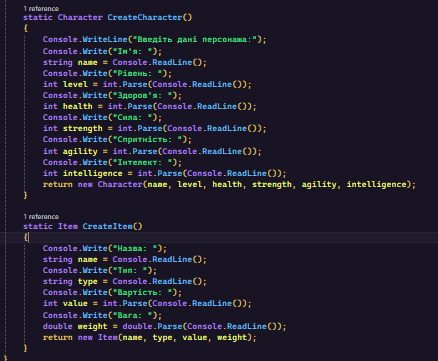 1 reference
static Character CreateCharacter()
{
Console.WriteLine("Введіть дані персонажа:");
Console.Write("Ім'я: ");
string name = Console.ReadLine();
Console.Write("Рівень: ");
int level = int.Parse(Console.ReadLine());
Console.Write("Здоров'я: ");
int health = int.Parse(Console.ReadLine());
Console.Write("Сила: ");
int strength = int.Parse(Console.ReadLine());
Console.Write("Спритність: ");
int agility = int.Parse(Console.ReadLine());
Console.Write("Інтелект: ");
int intelligence = int.Parse(Console.ReadLine());
return new Character(name, level, health, strength, agility, intelligence);
}
1 reference
static Item CreateItem()
{
Console.Write("Назва: ");
string name = Console.ReadLine();
Console.Write("Тип: ");
string type = Console.ReadLine();
Console.Write("Вартість: ");
int value = int.Parse(Console.ReadLine());
Console.Write("Вага: ");
double weight = double.Parse(Console.ReadLine());
return new Item(name, type, value, weight);
}
}